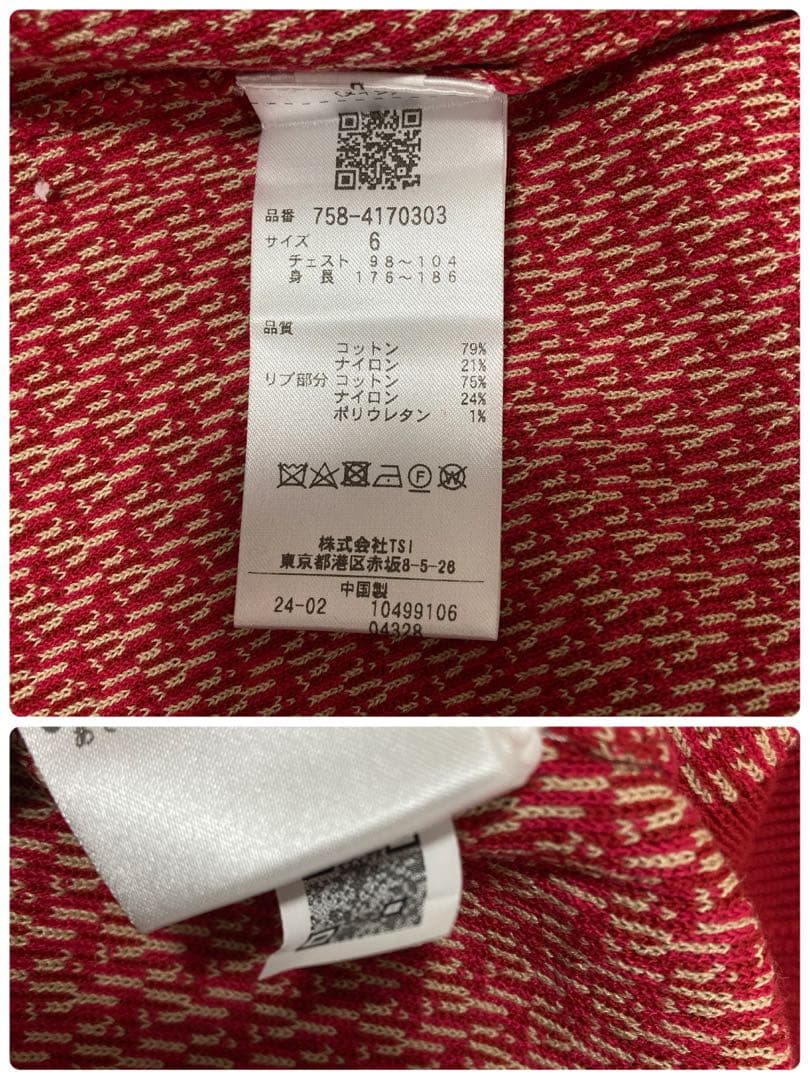 品番 758-4170303
サイズ 6
チェスト 98～104
身長 176～186
品質
コットン 79%
ナイロン 21%
リブ部分 コットン 75%
ナイロン 24%
ポリウレタン 1%
株式会社TSI
東京都港区赤坂8-5-26
中国製
24-02 10499106
04328